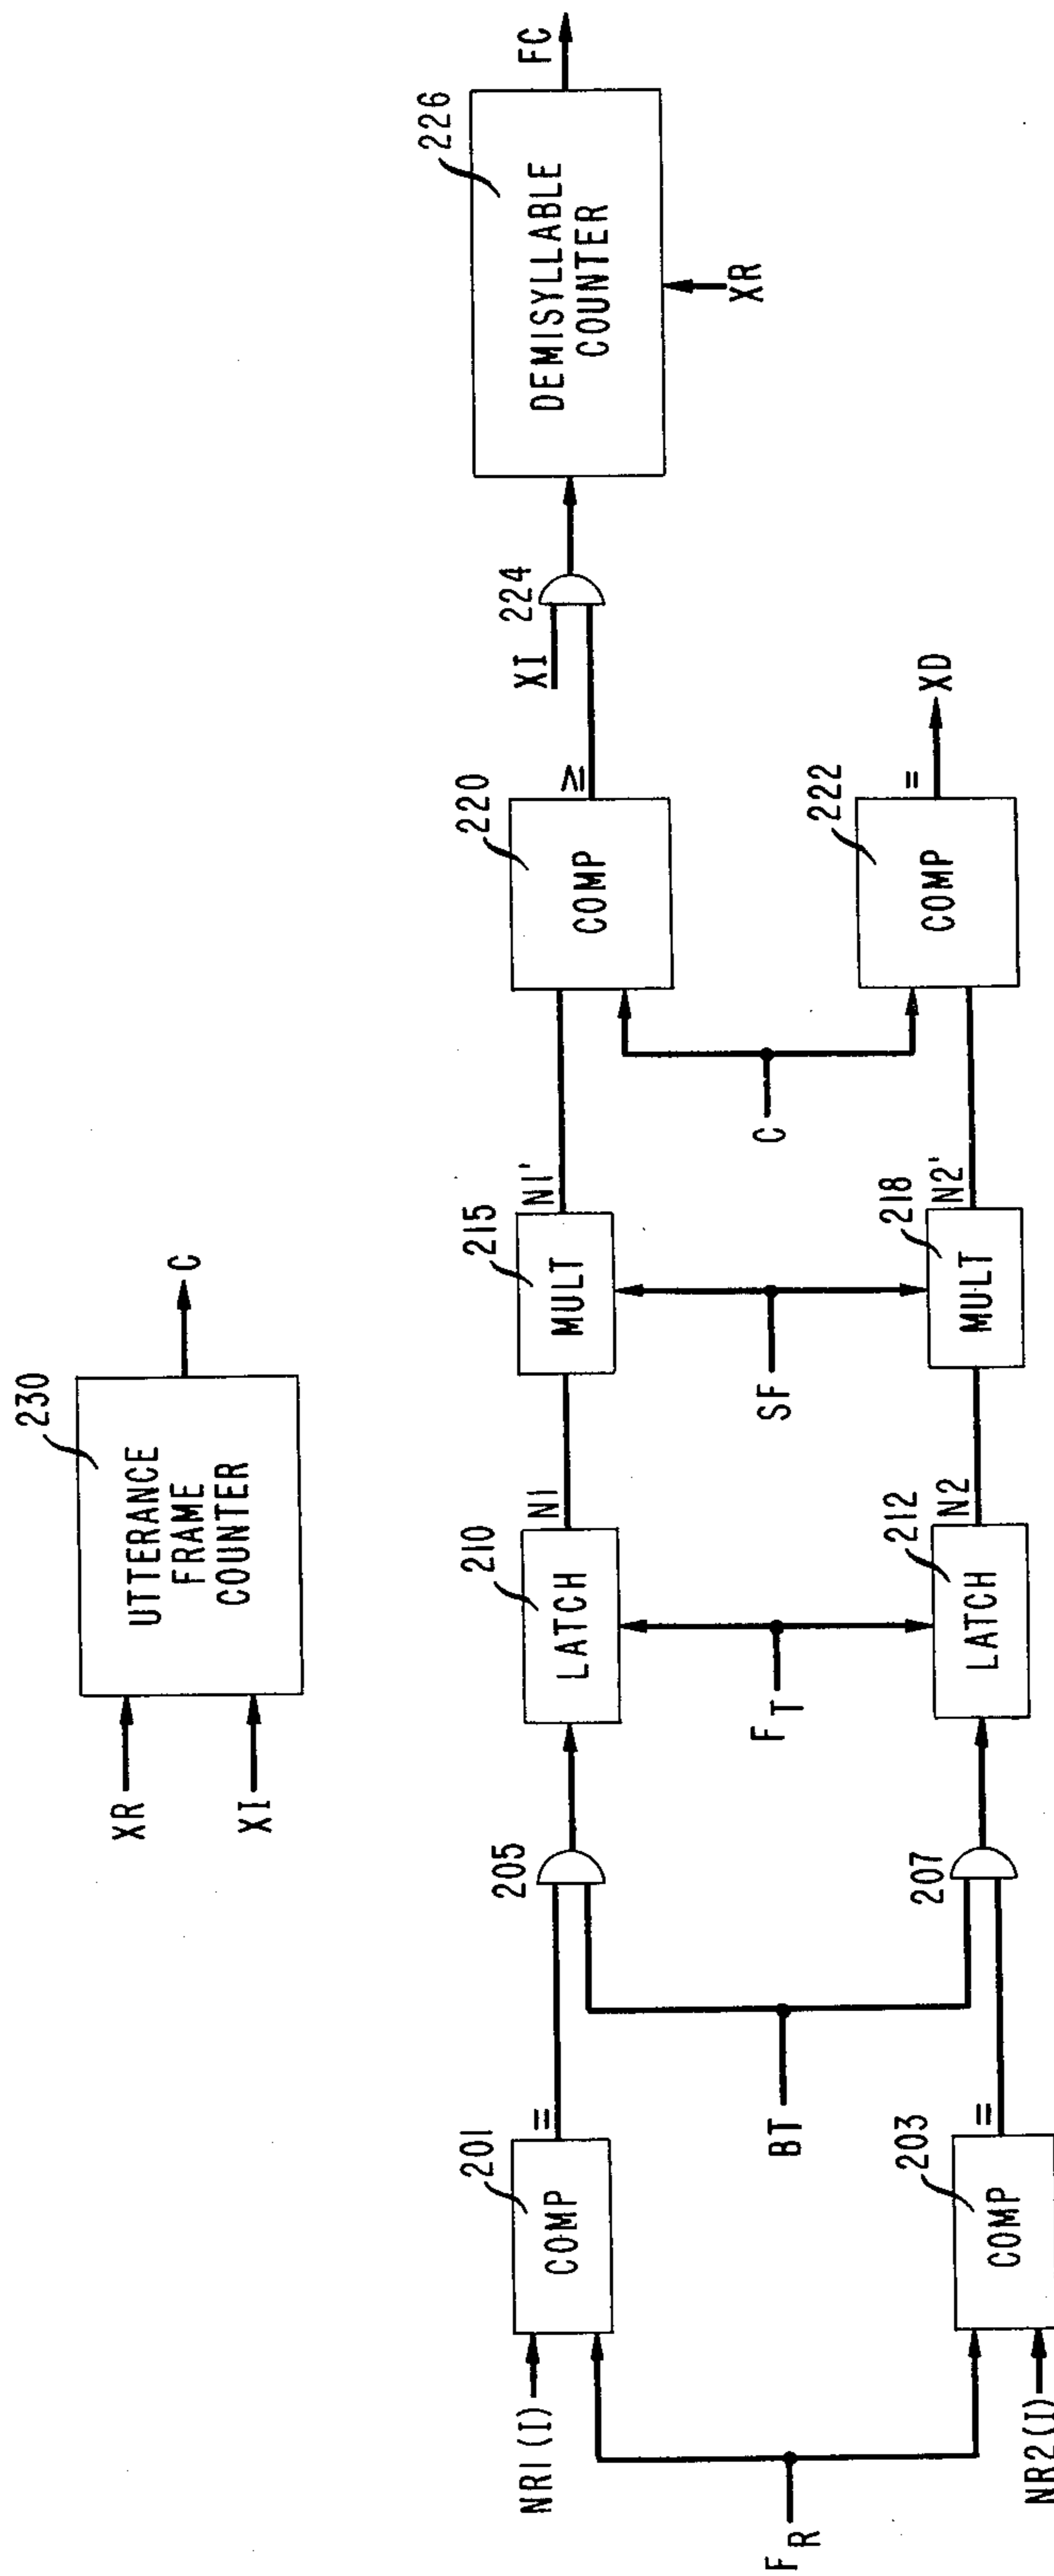 230
UTTERANCE
FRAME
COUNTER
XR
XI
C
NR1 (I)
201
COMP
=
205
210
LATCH
N1
215
MULT
N1'
220
COMP
≥
XI
224
226
DEMISYLLABLE
COUNTER
FC
XR
F R
BT
F T
SF
C
NR2 (I)
203
COMP
=
207
212
LATCH
N2
218
MULT
N2'
222
COMP
=
XD